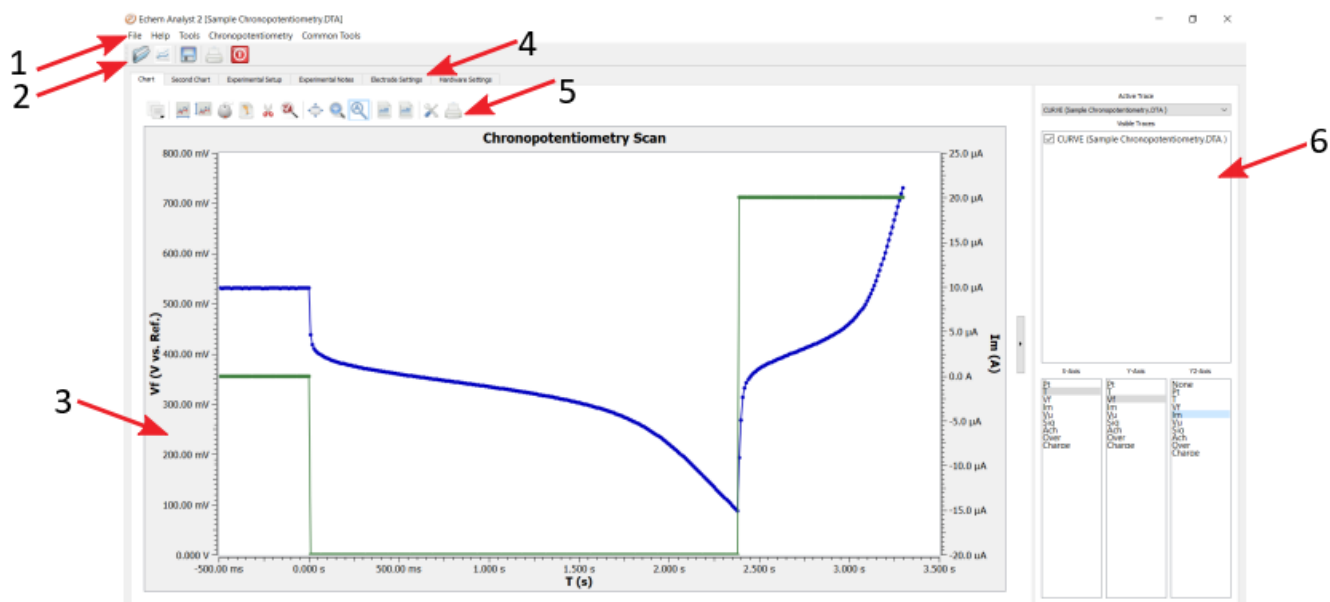 Echem Analyst 2 [Sample Chronopotentiometry.DTA]
File Help Tools Chronopotentiometry Common Tools
1
2
4
Chart Second Chart Experimental Setup Experimental Notes Electrode Settings Hardware Settings
5
Active Trace
CURVE (Sample Chronopotentiometry.DTA )
Visible Traces
CURVE (Sample Chronopotentiometry.DTA )
6
Chronopotentiometry Scan
800.00 mV
700.00 mV
600.00 mV
500.00 mV
400.00 mV
300.00 mV
200.00 mV
100.00 mV
0.000 V
Vf (V vs. Ref.)
3
25.0 µA
20.0 µA
15.0 µA
10.0 µA
5.0 µA
0.0 A
-5.0 µA
-10.0 µA
-15.0 µA
-20.0 µA
Im (A)
-500.00 ms 0.000 s 500.00 ms 1.000 s 1.500 s 2.000 s 2.500 s 3.000 s 3.500 s
T (s)
X-Axis Y-Axis Y2-Axis
Pt
T
Vf
Im
Vu
Sig
Ach
Over
Charge
Pt
T
Vf
Im
Vu
Sig
Ach
Over
Charge
None
Pt
T
Vf
Im
Vu
Sig
Ach
Over
Charge